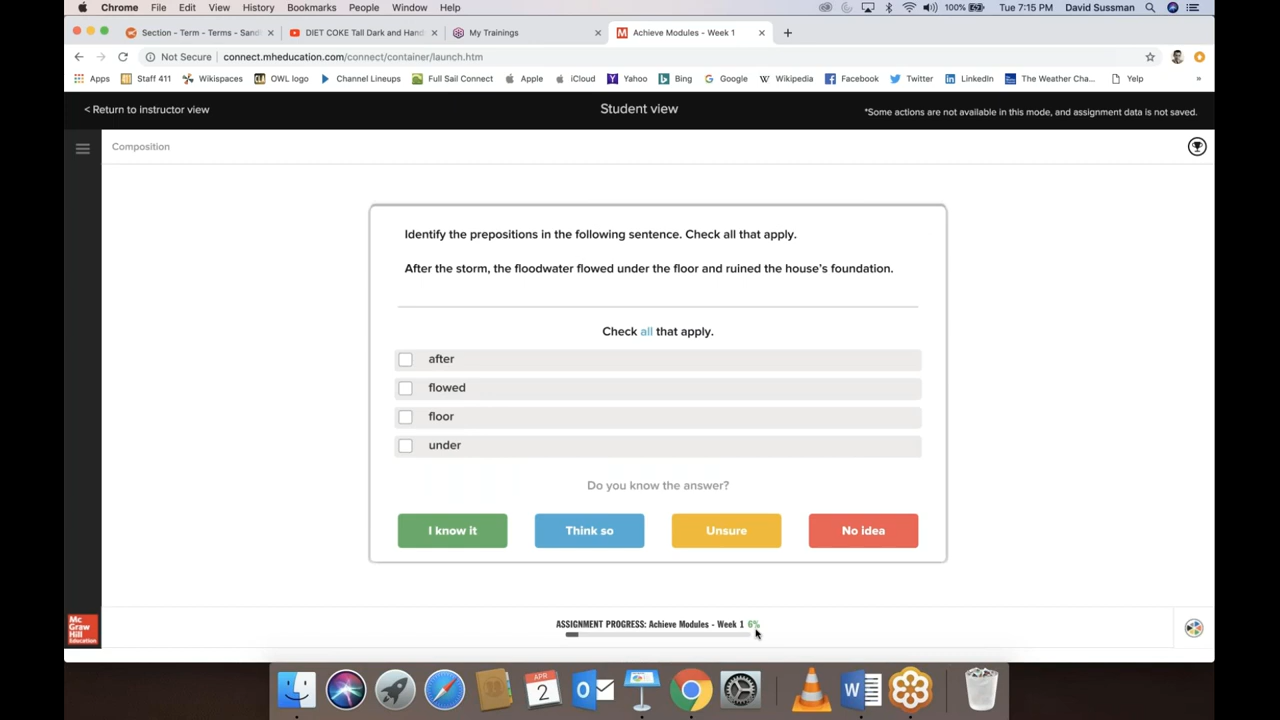 Chrome File Edit View History Bookmarks People Window Help 100% Tue 7:15 PM David Sussman
Section - Term - Terms - Sand DIET COKE Tall Dark and Hand My Trainings Achieve Modules - Week 1
Not Secure connect.mheducation.com/connect/container/launch.htm
Apps Staff 411 Wikispaces OWL logo Channel Lineups Full Sail Connect Apple iCloud Yahoo Bing Google Wikipedia Facebook Twitter LinkedIn The Weather Cha... Yelp »
< Return to instructor view Student view *Some actions are not available in this mode, and assignment data is not saved.
Composition
Identify the prepositions in the following sentence. Check all that apply.
After the storm, the floodwater flowed under the floor and ruined the house's foundation.
Check all that apply.
after
flowed
floor
under
Do you know the answer?
I know it Think so Unsure No idea
ASSIGNMENT PROGRESS: Achieve Modules - Week 1 6%
Mc
Graw
Hill
Education
APR
2